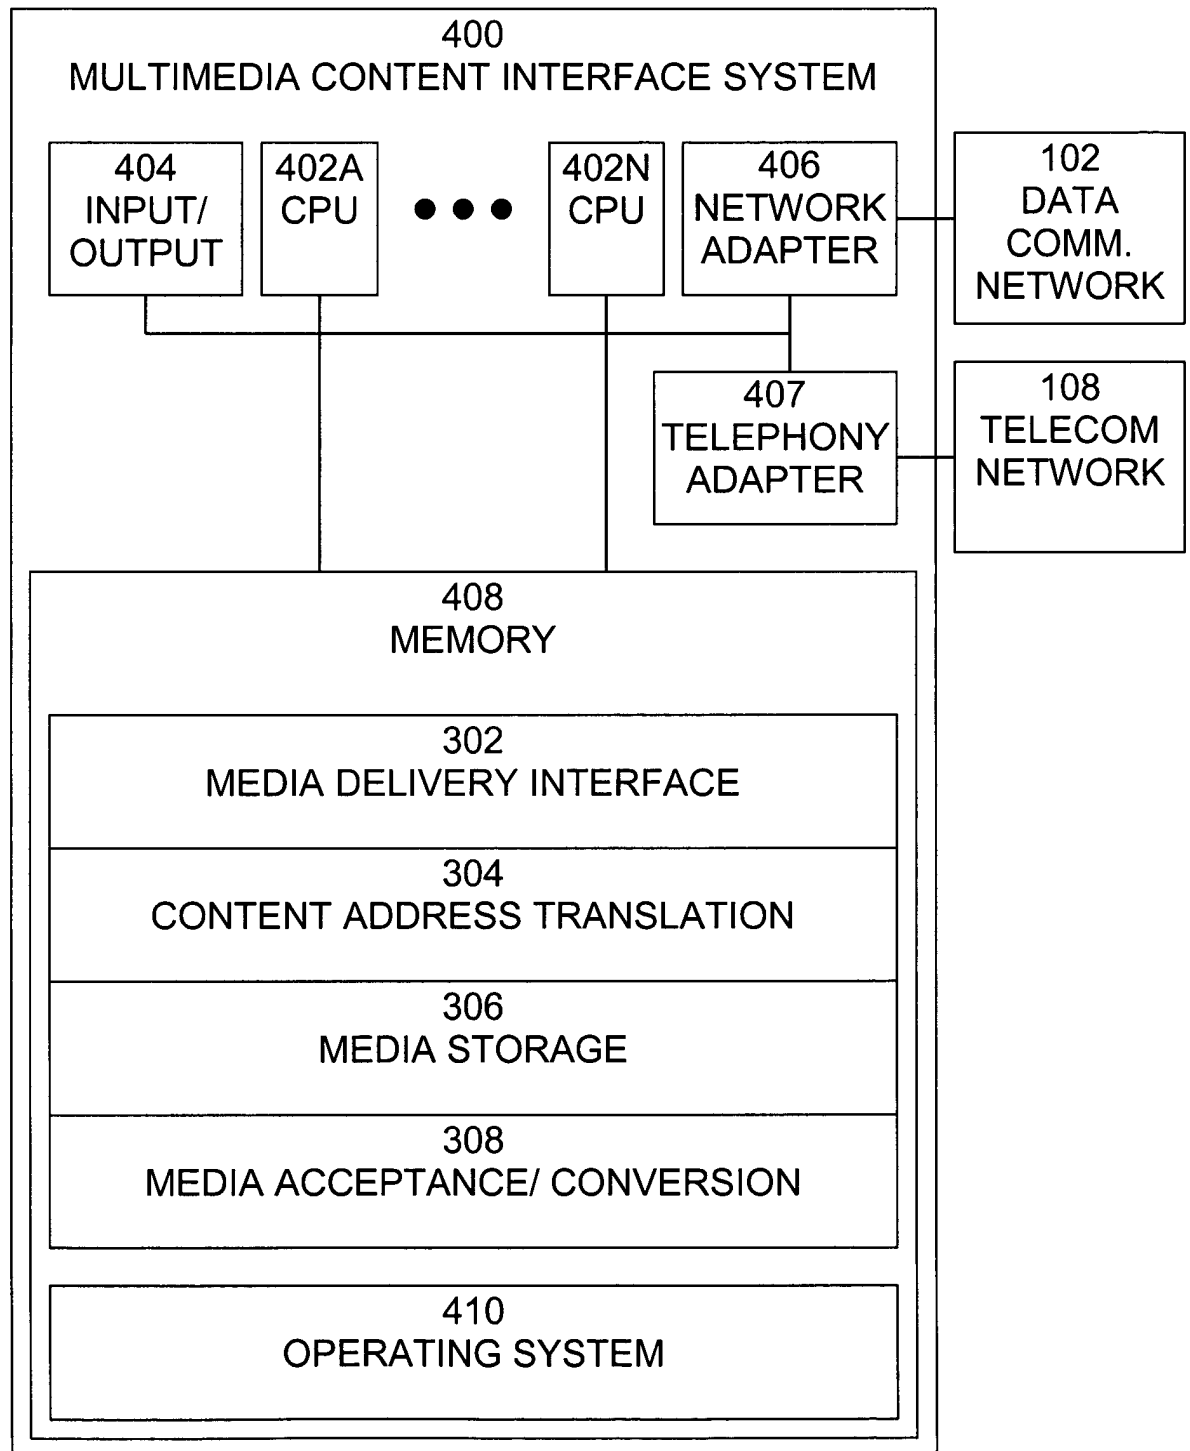 400
MULTIMEDIA CONTENT INTERFACE SYSTEM
404
INPUT/
OUTPUT
402A
CPU
402N
CPU
406
NETWORK
ADAPTER
102
DATA
COMM.
NETWORK
407
TELEPHONY
ADAPTER
108
TELECOM
NETWORK
408
MEMORY
302
MEDIA DELIVERY INTERFACE
304
CONTENT ADDRESS TRANSLATION
306
MEDIA STORAGE
308
MEDIA ACCEPTANCE/ CONVERSION
410
OPERATING SYSTEM